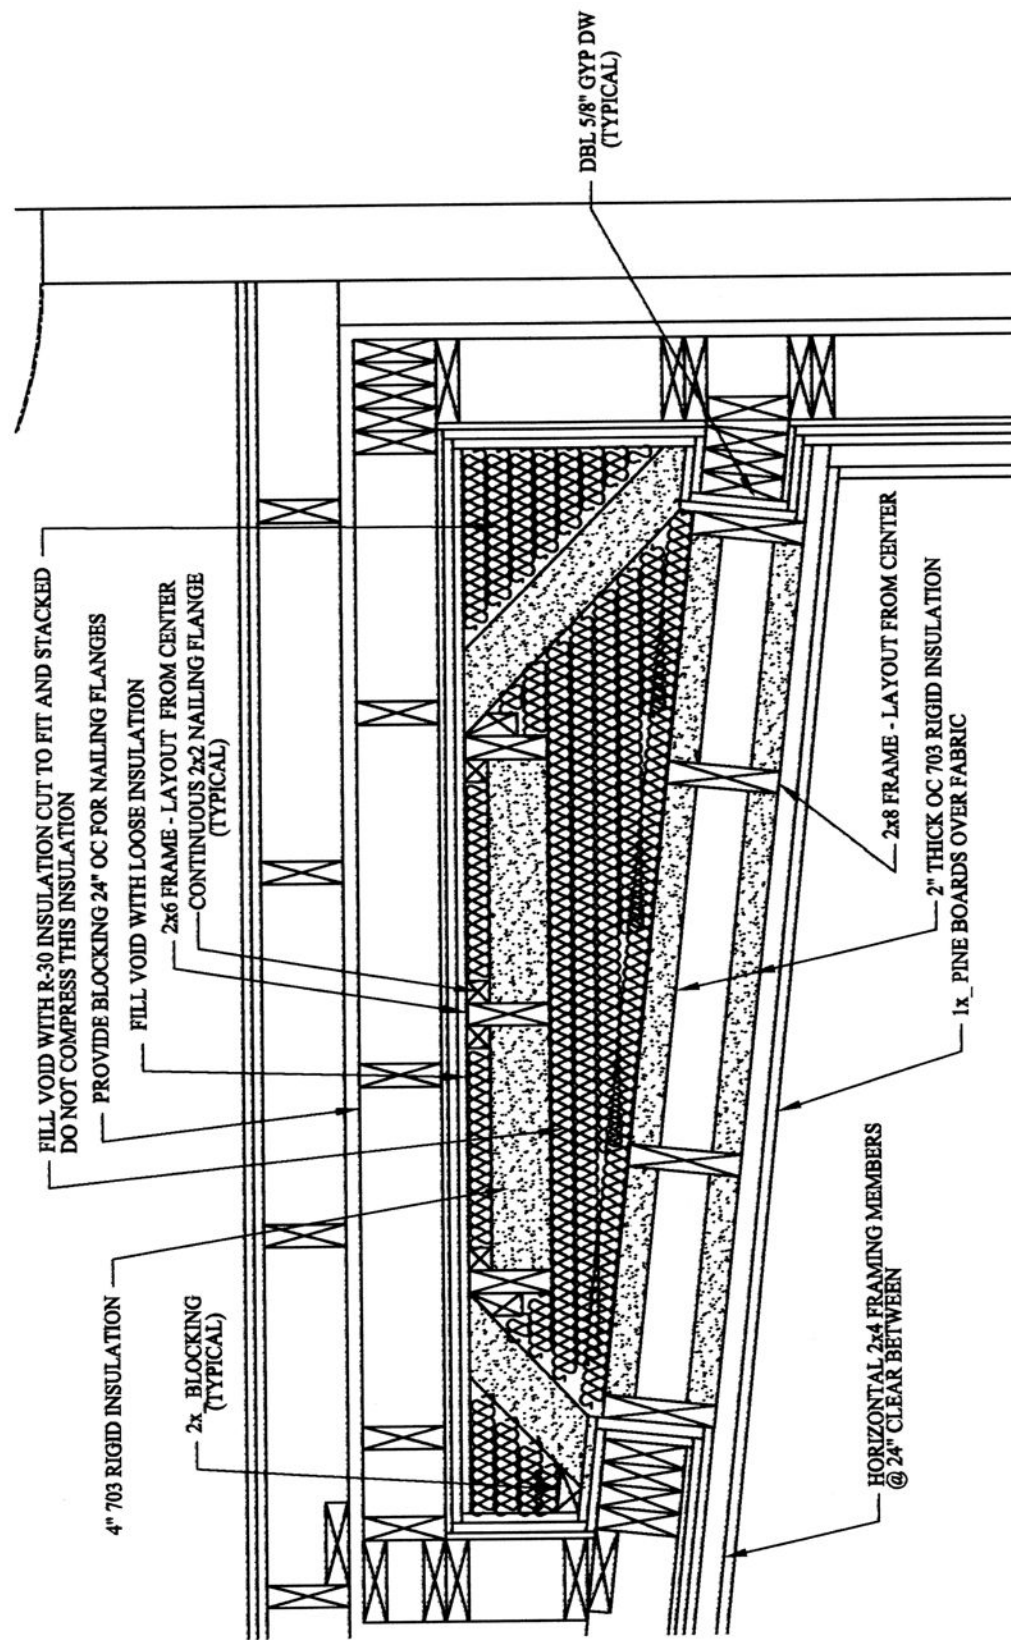 FILL VOID WITH R-30 INSULATION CUT TO FIT AND STACKED
DO NOT COMPRESS THIS INSULATION
PROVIDE BLOCKING 24" OC FOR NAILING FLANGES
FILL VOID WITH LOOSE INSULATION
2x6 FRAME - LAYOUT FROM CENTER
CONTINUOUS 2x2 NAILING FLANGE
(TYPICAL)
4" 703 RIGID INSULATION
2x_ BLOCKING
(TYPICAL)
DBL 5/8" GYP DW
(TYPICAL)
2x8 FRAME - LAYOUT FROM CENTER
2" THICK OC 703 RIGID INSULATION
1x_ PINE BOARDS OVER FABRIC
HORIZONTAL 2x4 FRAMING MEMBERS
@ 24" CLEAR BETWEEN